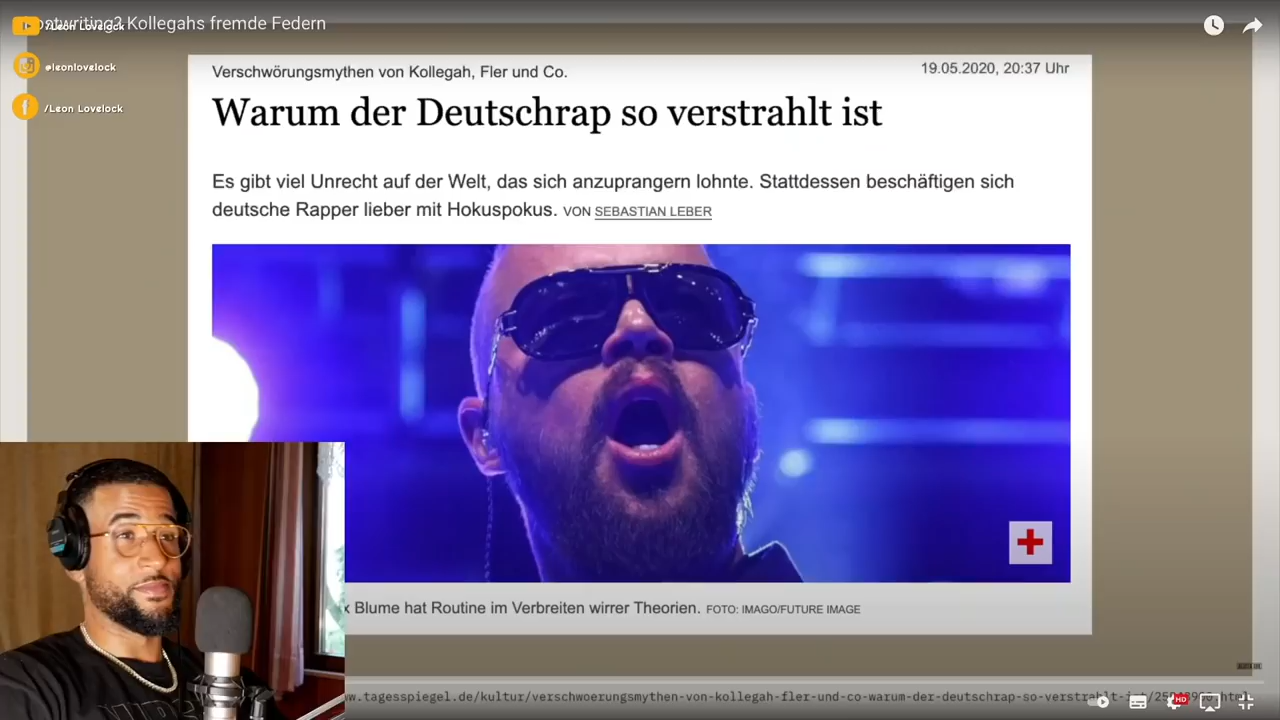 Kollegahs fremde Federn
/Leon Lovelock
@leonlovelock
/Leon Lovelock
Verschwörungsmythen von Kollegah, Fler und Co.
19.05.2020, 20:37 Uhr
Warum der Deutschrap so verstrahlt ist
Es gibt viel Unrecht auf der Welt, das sich anzuprangern lohnte. Stattdessen beschäftigen sich
deutsche Rapper lieber mit Hokuspokus. VON SEBASTIAN LEBER
Blume hat Routine im Verbreiten wirrer Theorien. FOTO: IMAGO/FUTURE IMAGE
w.tagesspiegel.de/kultur/verschwoerungsmythen-von-kollegah-fler-und-co-warum-der-deutschrap-so-verstrahlt-ist/
HD